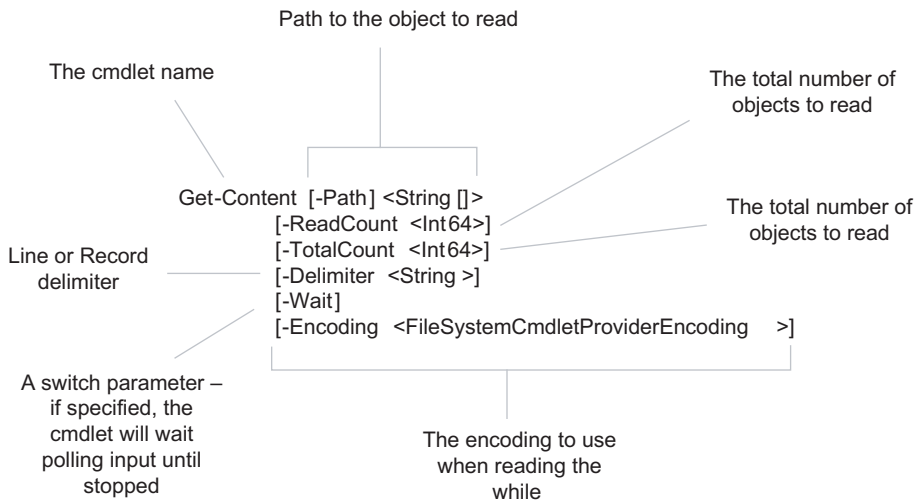 Path to the object to read
The cmdlet name
The total number of
objects to read
Get-Content [-Path] <String []>
[-ReadCount <Int64>]
[-TotalCount <Int64>]
[-Delimiter <String >]
[-Wait]
[-Encoding <FileSystemCmdletProviderEncoding >]
The total number of
objects to read
Line or Record
delimiter
A switch parameter –
if specified, the
cmdlet will wait
polling input until
stopped
The encoding to use
when reading the
while